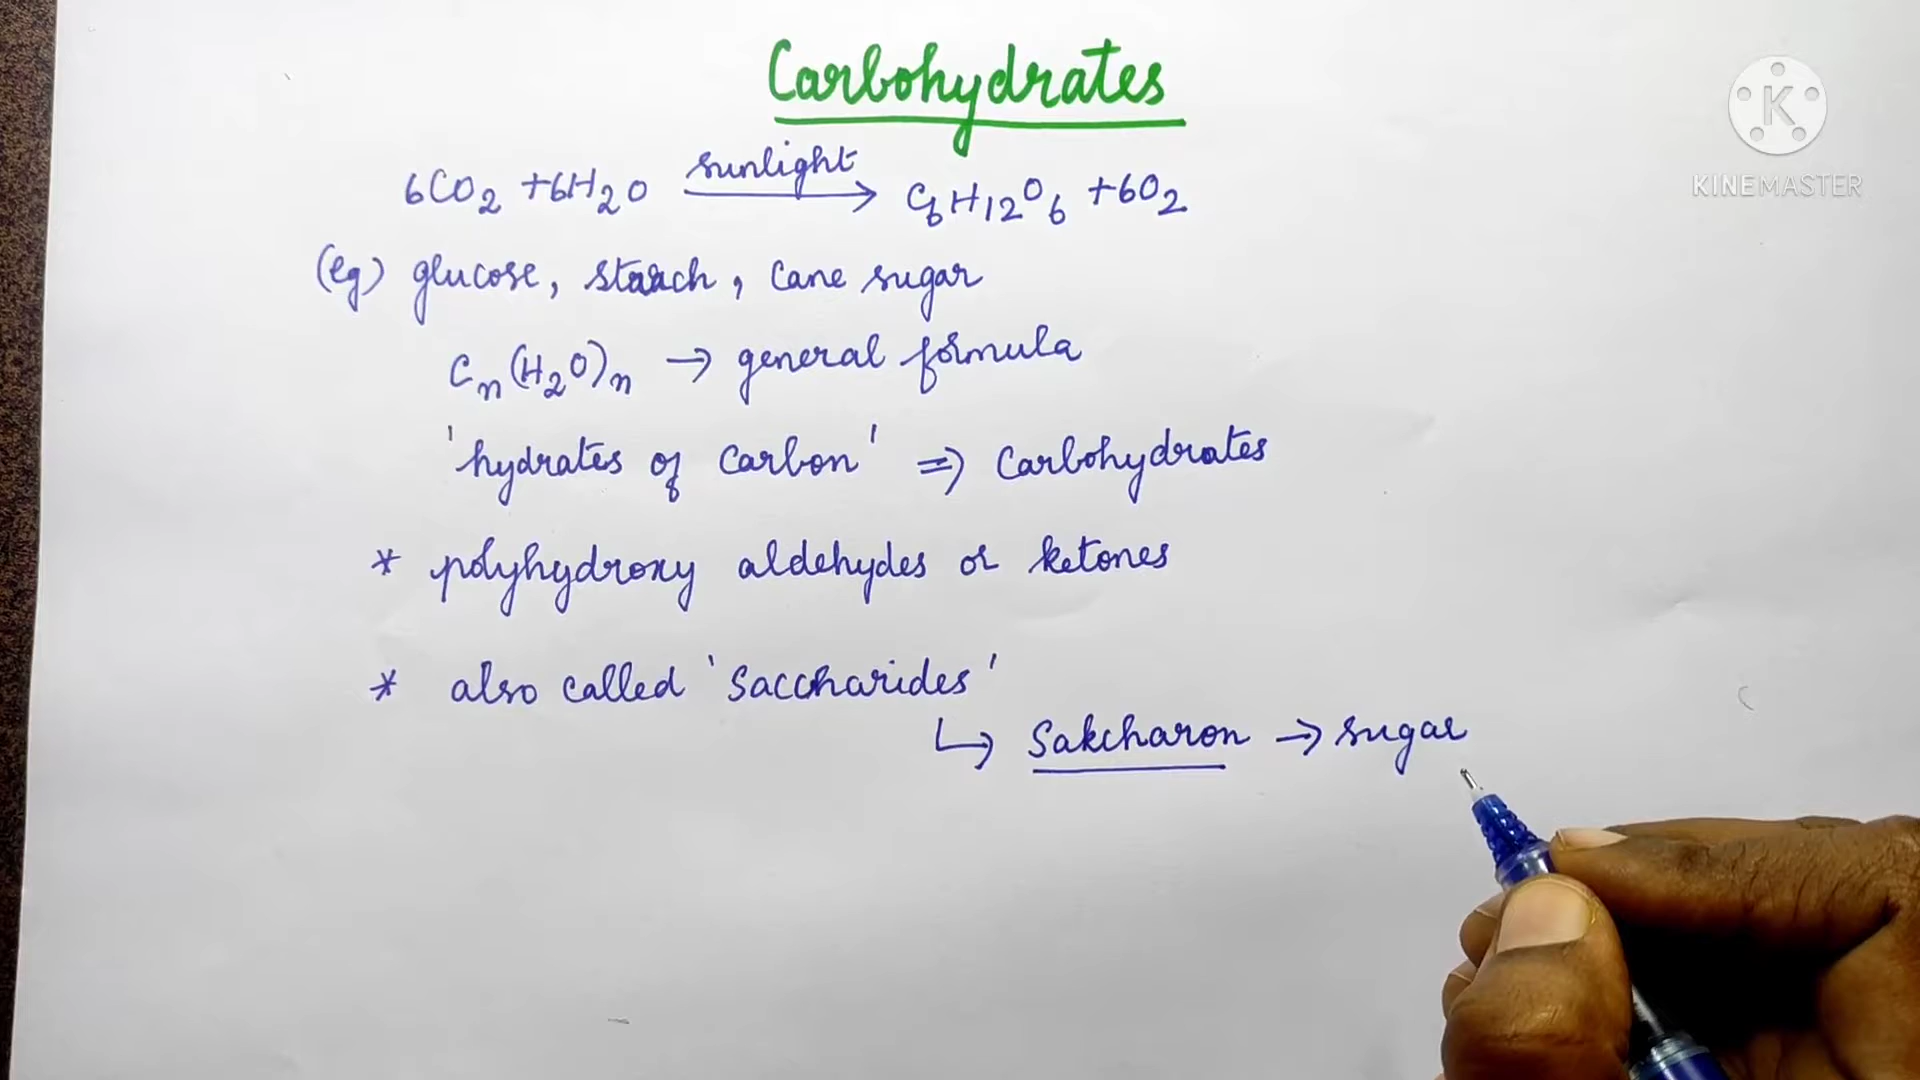 Carbohydrates
6CO2 +6H2O sunlight → C6H12O6 +6O2
(eg) glucose, starch, cane sugar
Cn(H2O)n → general formula
'hydrates of carbon' ⇒ Carbohydrates
* polyhydroxy aldehydes or ketones
* also called 'Saccharides'
↳ Sakcharon → sugar
K
KINEMASTER